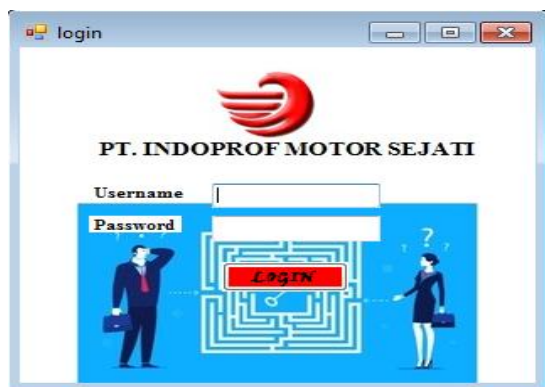 login
PT. INDOPROF MOTOR SEJATI
Username
Password
? ?
? ? ?
LOGIN